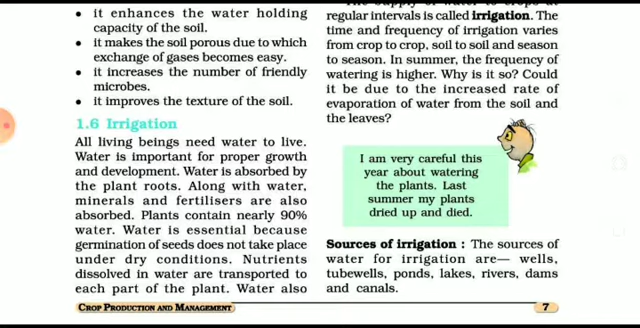 • it enhances the water holding
capacity of the soil.
• it makes the soil porous due to which
exchange of gases becomes easy.
• it increases the number of friendly
microbes.
• it improves the texture of the soil.
1.6 Irrigation
All living beings need water to live.
Water is important for proper growth
and development. Water is absorbed by
the plant roots. Along with water,
minerals and fertilisers are also
absorbed. Plants contain nearly 90%
water. Water is essential because
germination of seeds does not take place
under dry conditions. Nutrients
dissolved in water are transported to
each part of the plant. Water also
The supply of water to crops at
regular intervals is called irrigation. The
time and frequency of irrigation varies
from crop to crop, soil to soil and season
to season. In summer, the frequency of
watering is higher. Why is it so? Could
it be due to the increased rate of
evaporation of water from the soil and
the leaves?
I am very careful this
year about watering
the plants. Last
summer my plants
dried up and died.
Sources of irrigation : The sources of
water for irrigation are— wells,
tubewells, ponds, lakes, rivers, dams
and canals.
CROP PRODUCTION AND MANAGEMENT
7